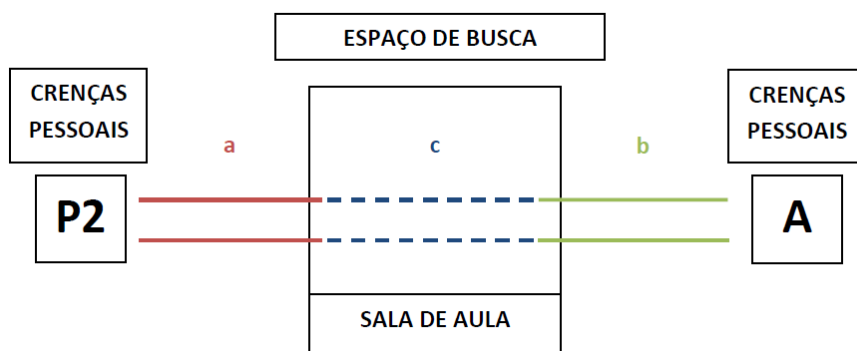 ESPAÇO DE BUSCA
CRENÇAS
PESSOAIS
CRENÇAS
PESSOAIS
a
c
b
P2
A
SALA DE AULA